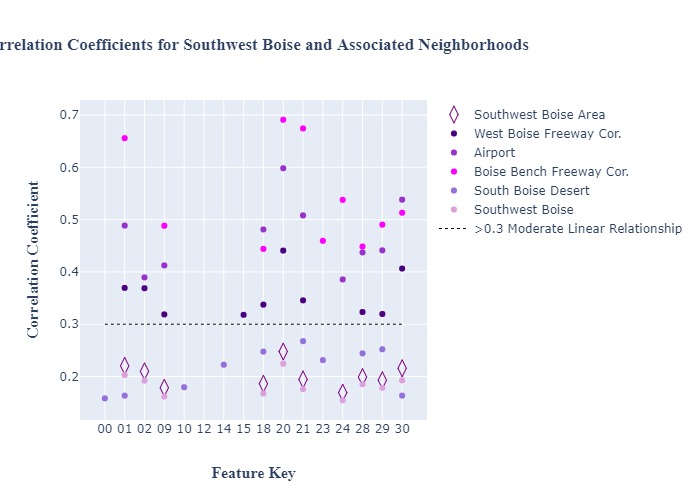 rrelation Coefficients for Southwest Boise and Associated Neighborhoods
Southwest Boise Area
West Boise Freeway Cor.
Airport
Boise Bench Freeway Cor.
South Boise Desert
Southwest Boise
>0.3 Moderate Linear Relationship
Correlation Coefficient
0.7
0.6
0.5
0.4
0.3
0.2
00 01 02 09 10 12 14 15 18 20 21 23 24 28 29 30
Feature Key